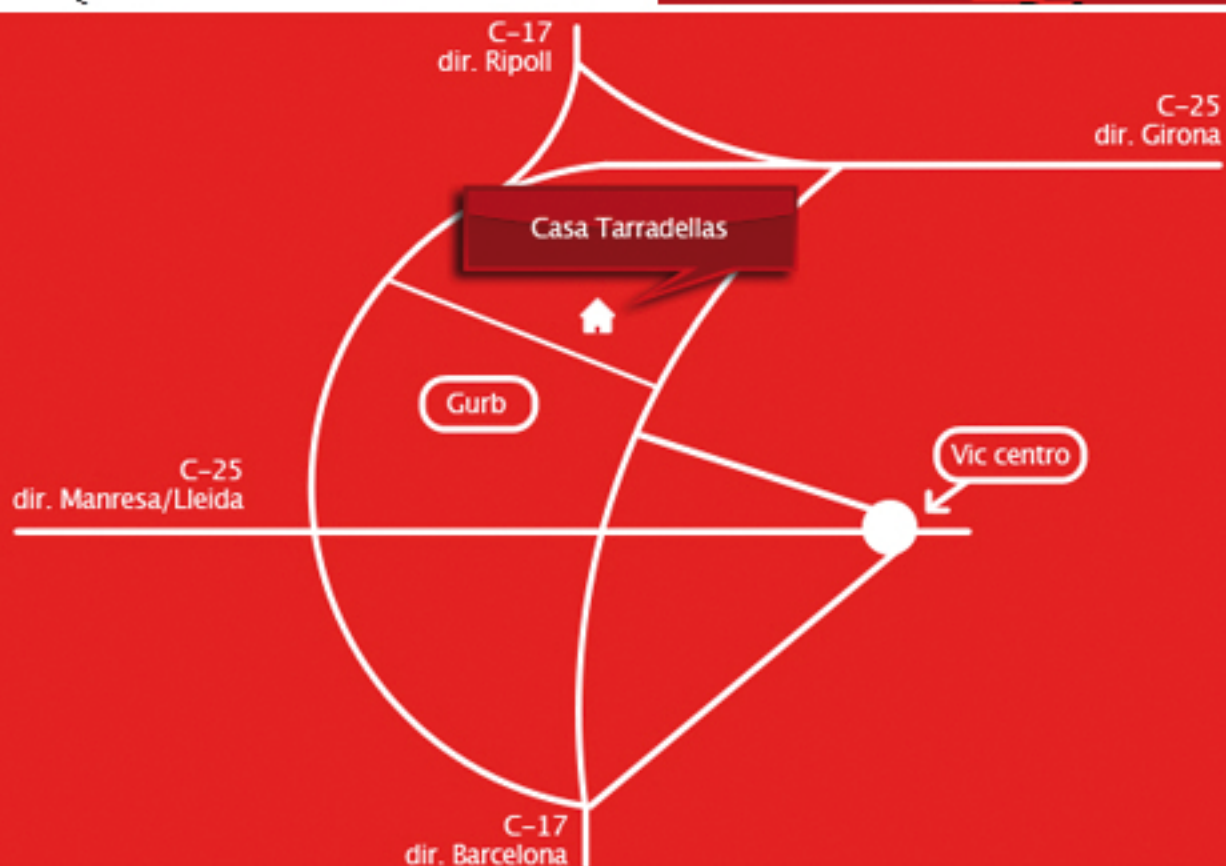 C-17
dir. Ripoll
C-25
dir. Girona
Casa Tarradellas
Gurb
Vic centro
C-25
dir. Manresa/Lleida
C-17
dir. Barcelona